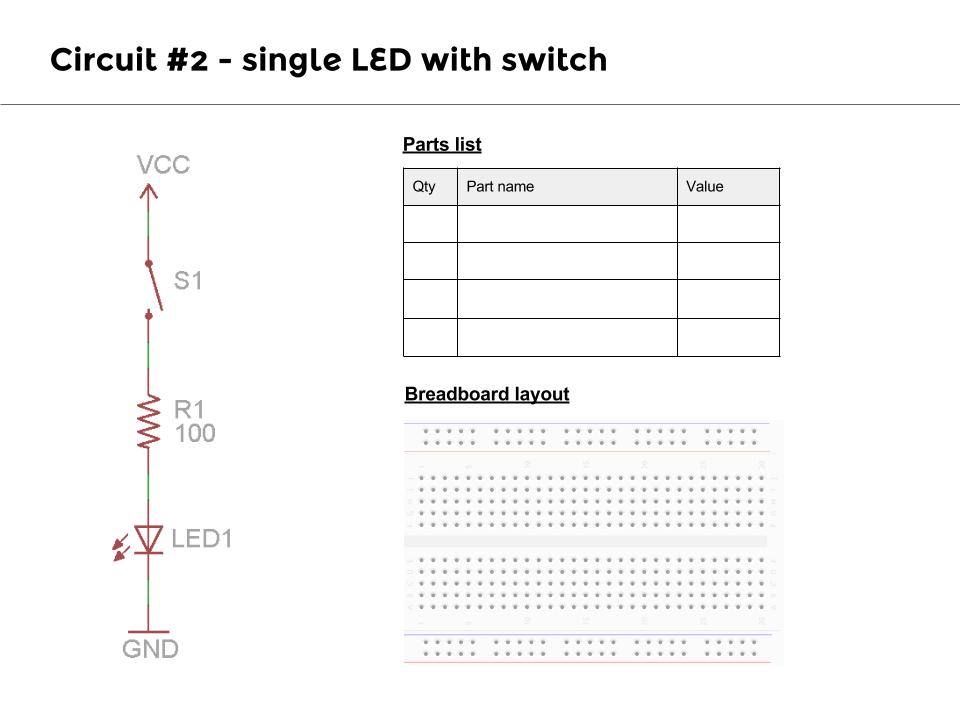 Circuit #2 - single LED with switch
VCC
S1
R1
100
LED1
GND
Parts list
Qty Part name Value
Breadboard layout